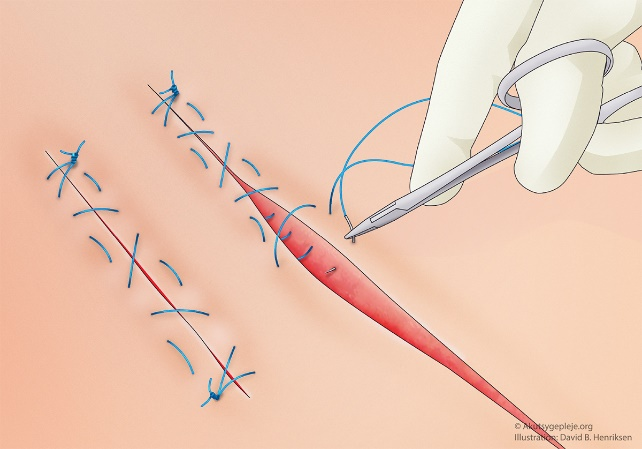 © Akutsygepleje.org
Illustration: David B. Henriksen